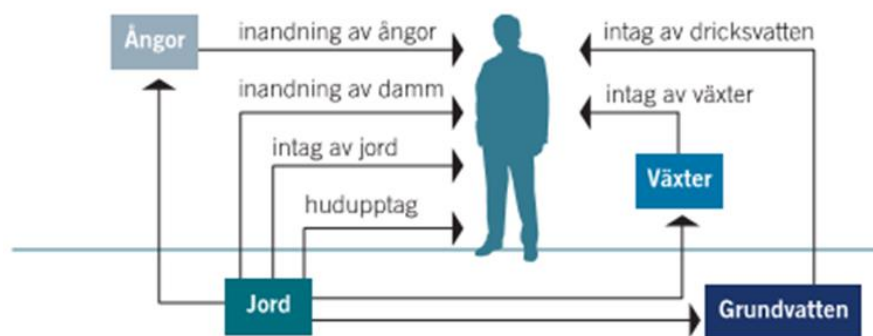 Ångor
inandning av ångor
intag av dricksvatten
inandning av damm
intag av växter
intag av jord
Växter
hudupptag
Jord
Grundvatten